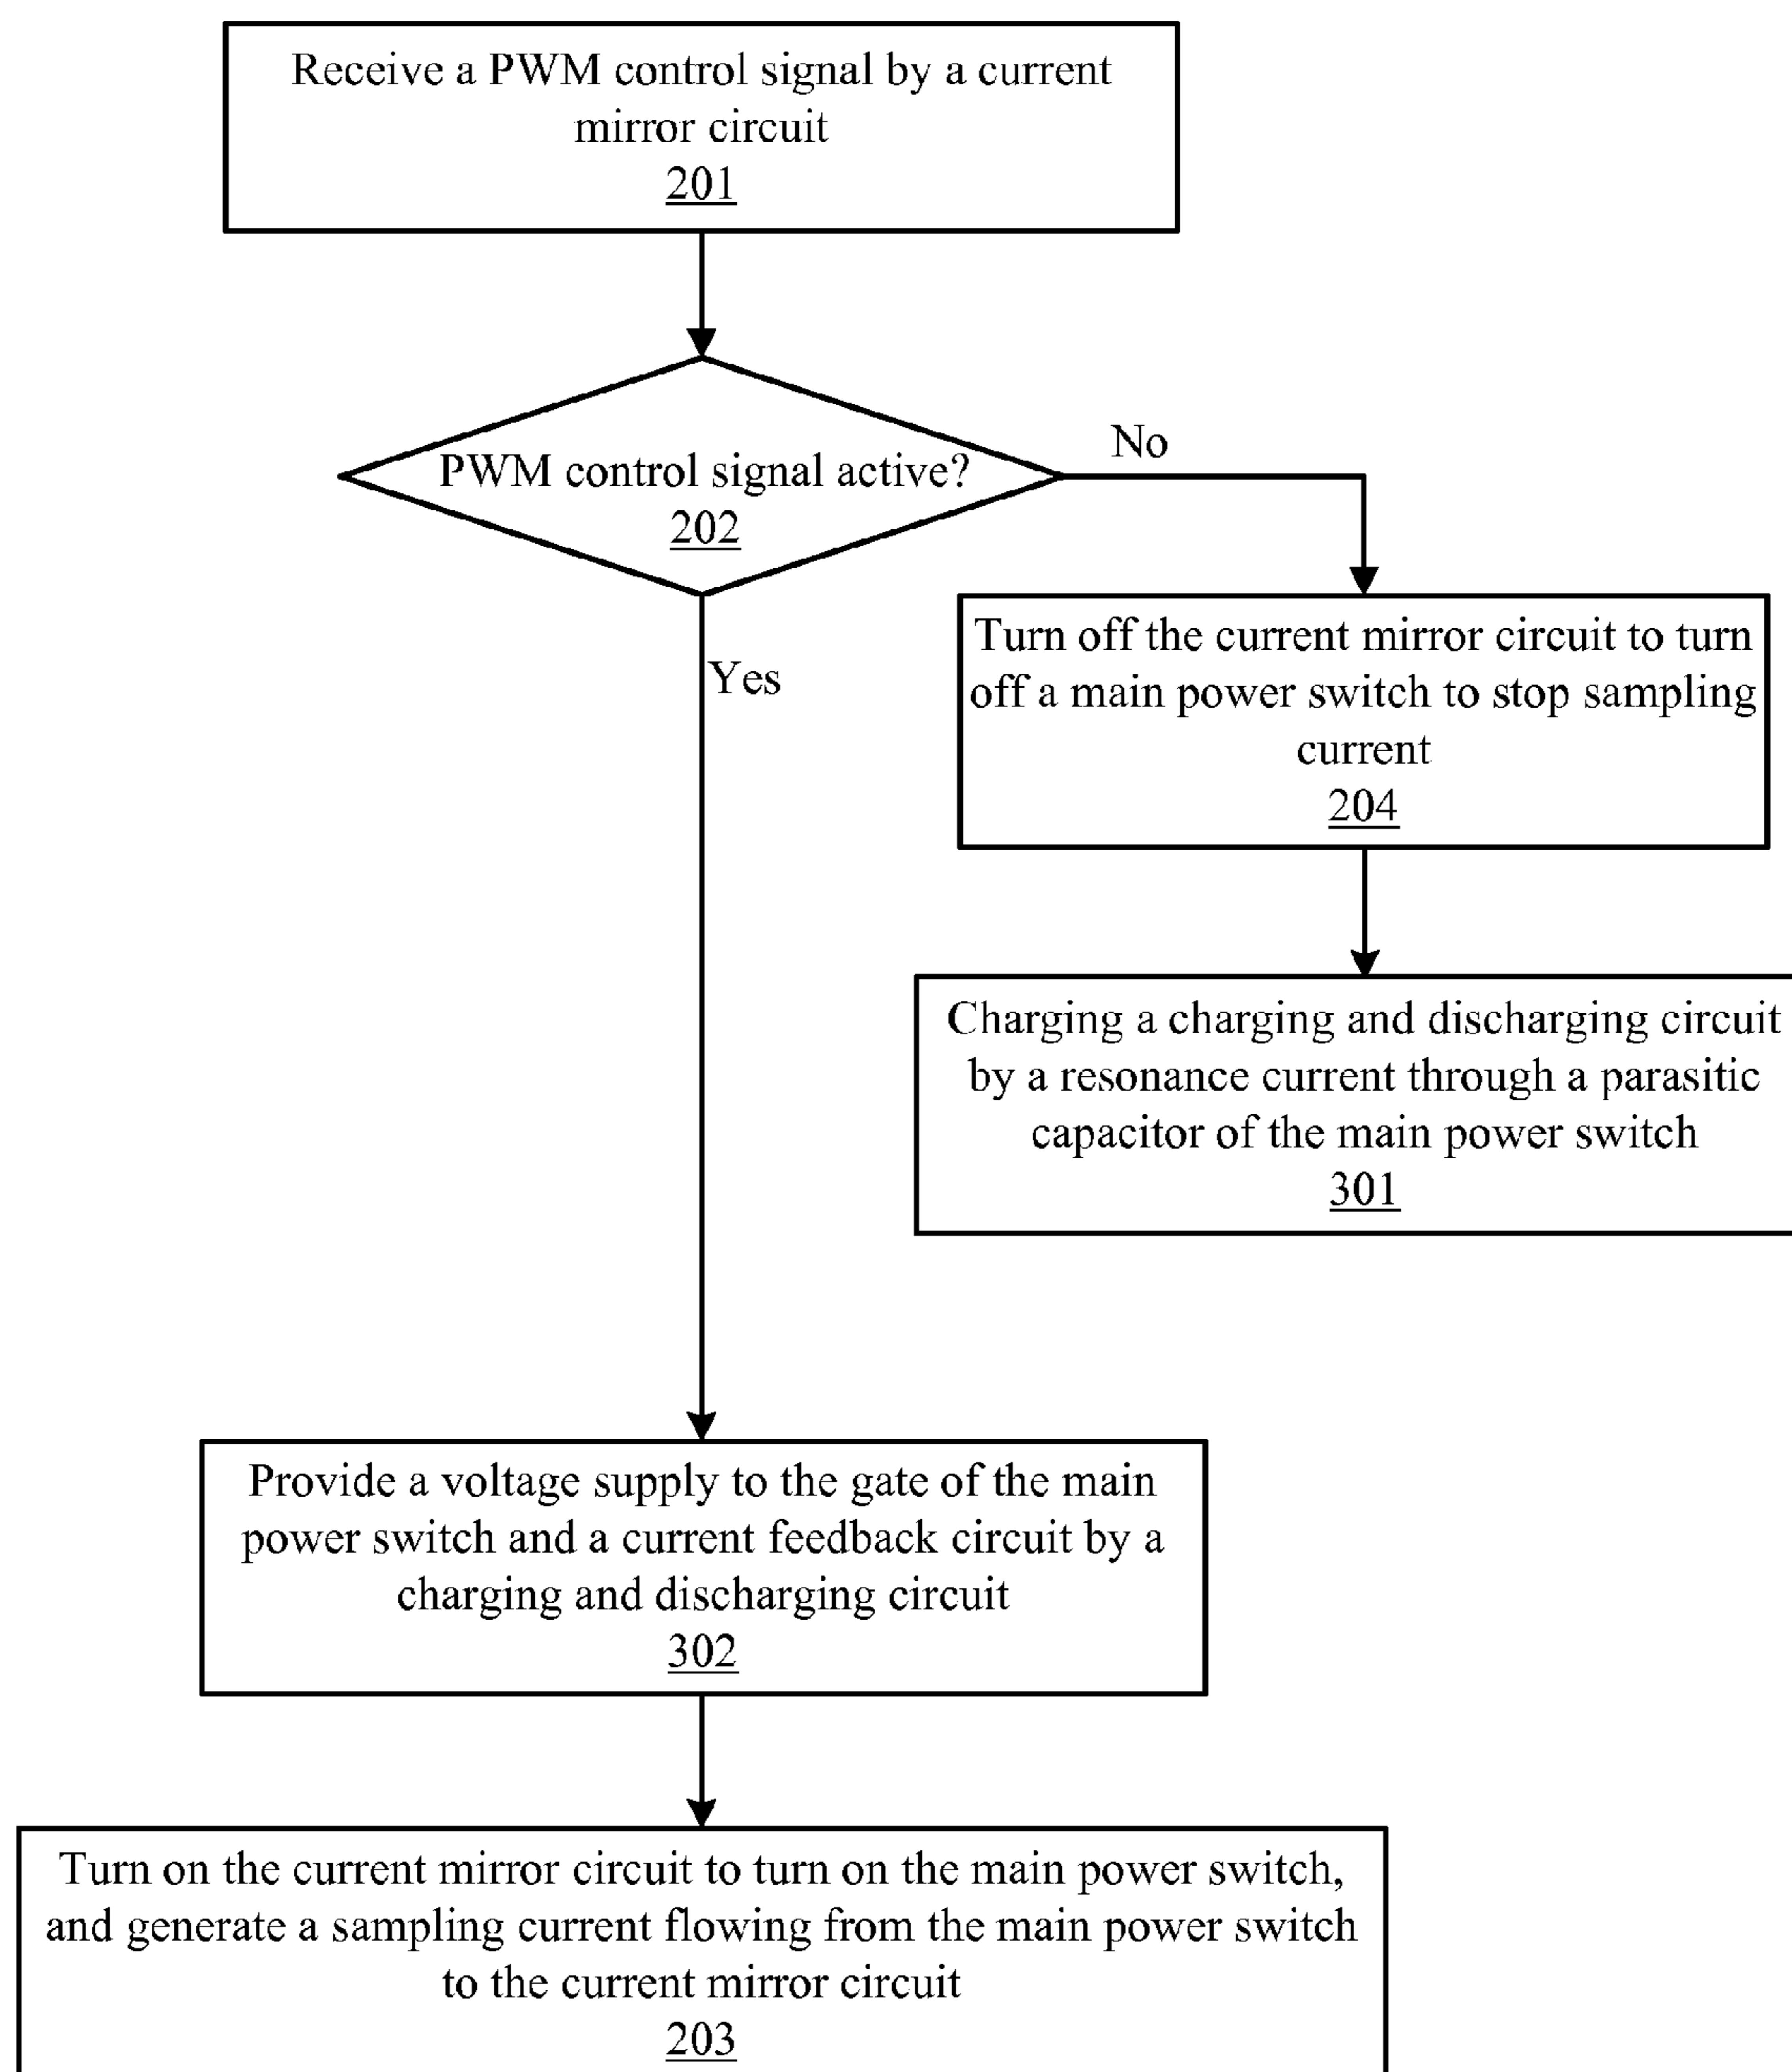 Receive a PWM control signal by a current
mirror circuit
201
PWM control signal active?
202
No
Yes
Turn off the current mirror circuit to turn
off a main power switch to stop sampling
current
204
Charging a charging and discharging circuit
by a resonance current through a parasitic
capacitor of the main power switch
301
Provide a voltage supply to the gate of the main
power switch and a current feedback circuit by a
charging and discharging circuit
302
Turn on the current mirror circuit to turn on the main power switch,
and generate a sampling current flowing from the main power switch
to the current mirror circuit
203